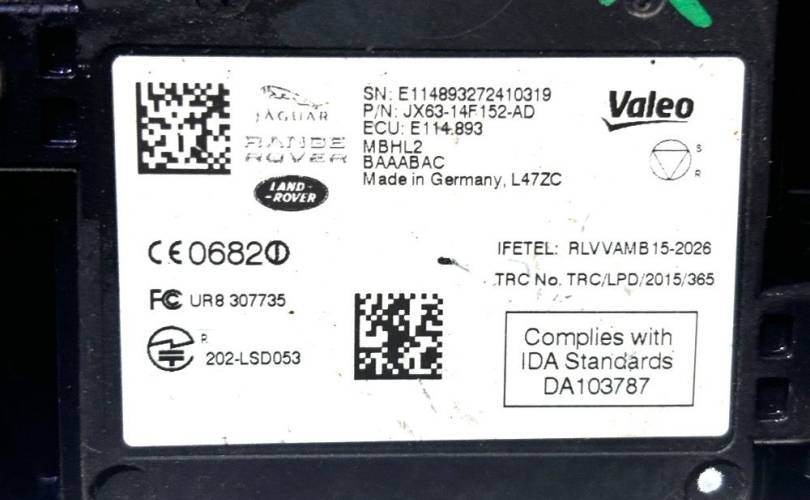 JAGUAR
RANGE
ROVER
LAND-
-ROVER
SN: E114893272410319
P/N: JX63-14F152-AD
ECU: E114.893
MBHL2
BAAABAC
Made in Germany, L47ZC
Valeo
S
R
CE0682
IFETEL: RLVVAMB15-2026
TRC No. TRC/LPD/2015/365
FC UR8 307735
R
202-LSD053
Complies with
IDA Standards
DA103787